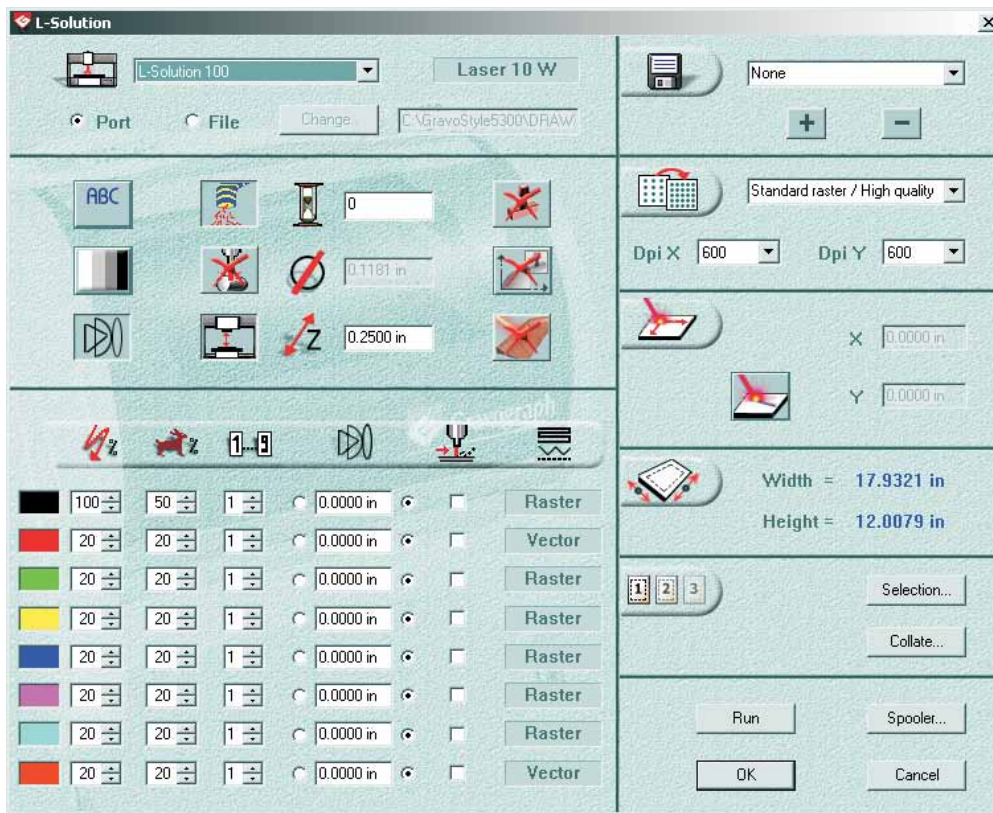 L-Solution
L-Solution 100
Laser 10 W
Port
File
Change...
C:\GravoStyle5300\DRAW
ABC
0
0.1181 in
Z
0.2500 in
%
%
1...9
Gravograph
100 50 1 0.0000 in Raster
20 20 1 0.0000 in Vector
20 20 1 0.0000 in Raster
20 20 1 0.0000 in Raster
20 20 1 0.0000 in Raster
20 20 1 0.0000 in Raster
20 20 1 0.0000 in Raster
20 20 1 0.0000 in Vector
None
+ −
Standard raster / High quality
Dpi X 600 Dpi Y 600
X 0.0000 in
Y 0.0000 in
Width = 17.9321 in
Height = 12.0079 in
1 2 3
Selection...
Collate...
Run Spooler...
OK Cancel